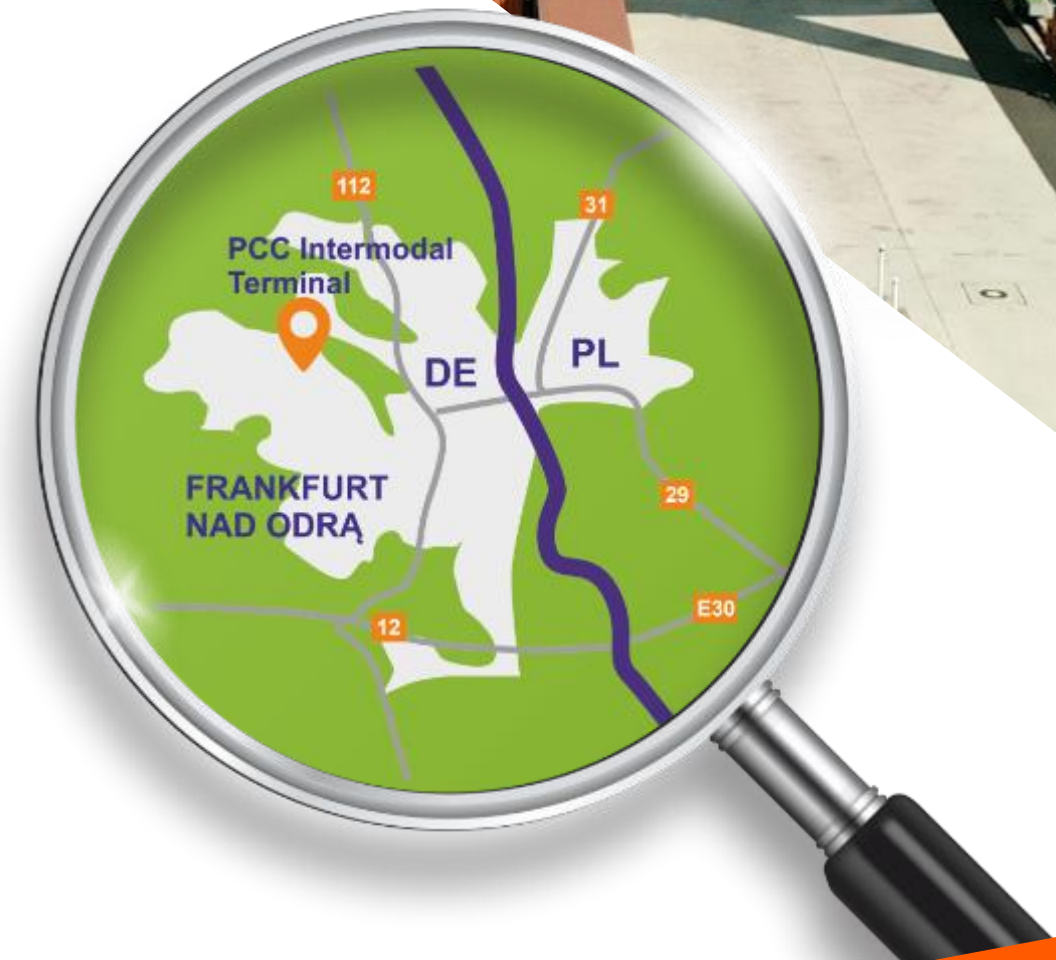 112
31
PCC Intermodal
Terminal
DE
PL
FRANKFURT
NAD ODRĄ
29
E30
12